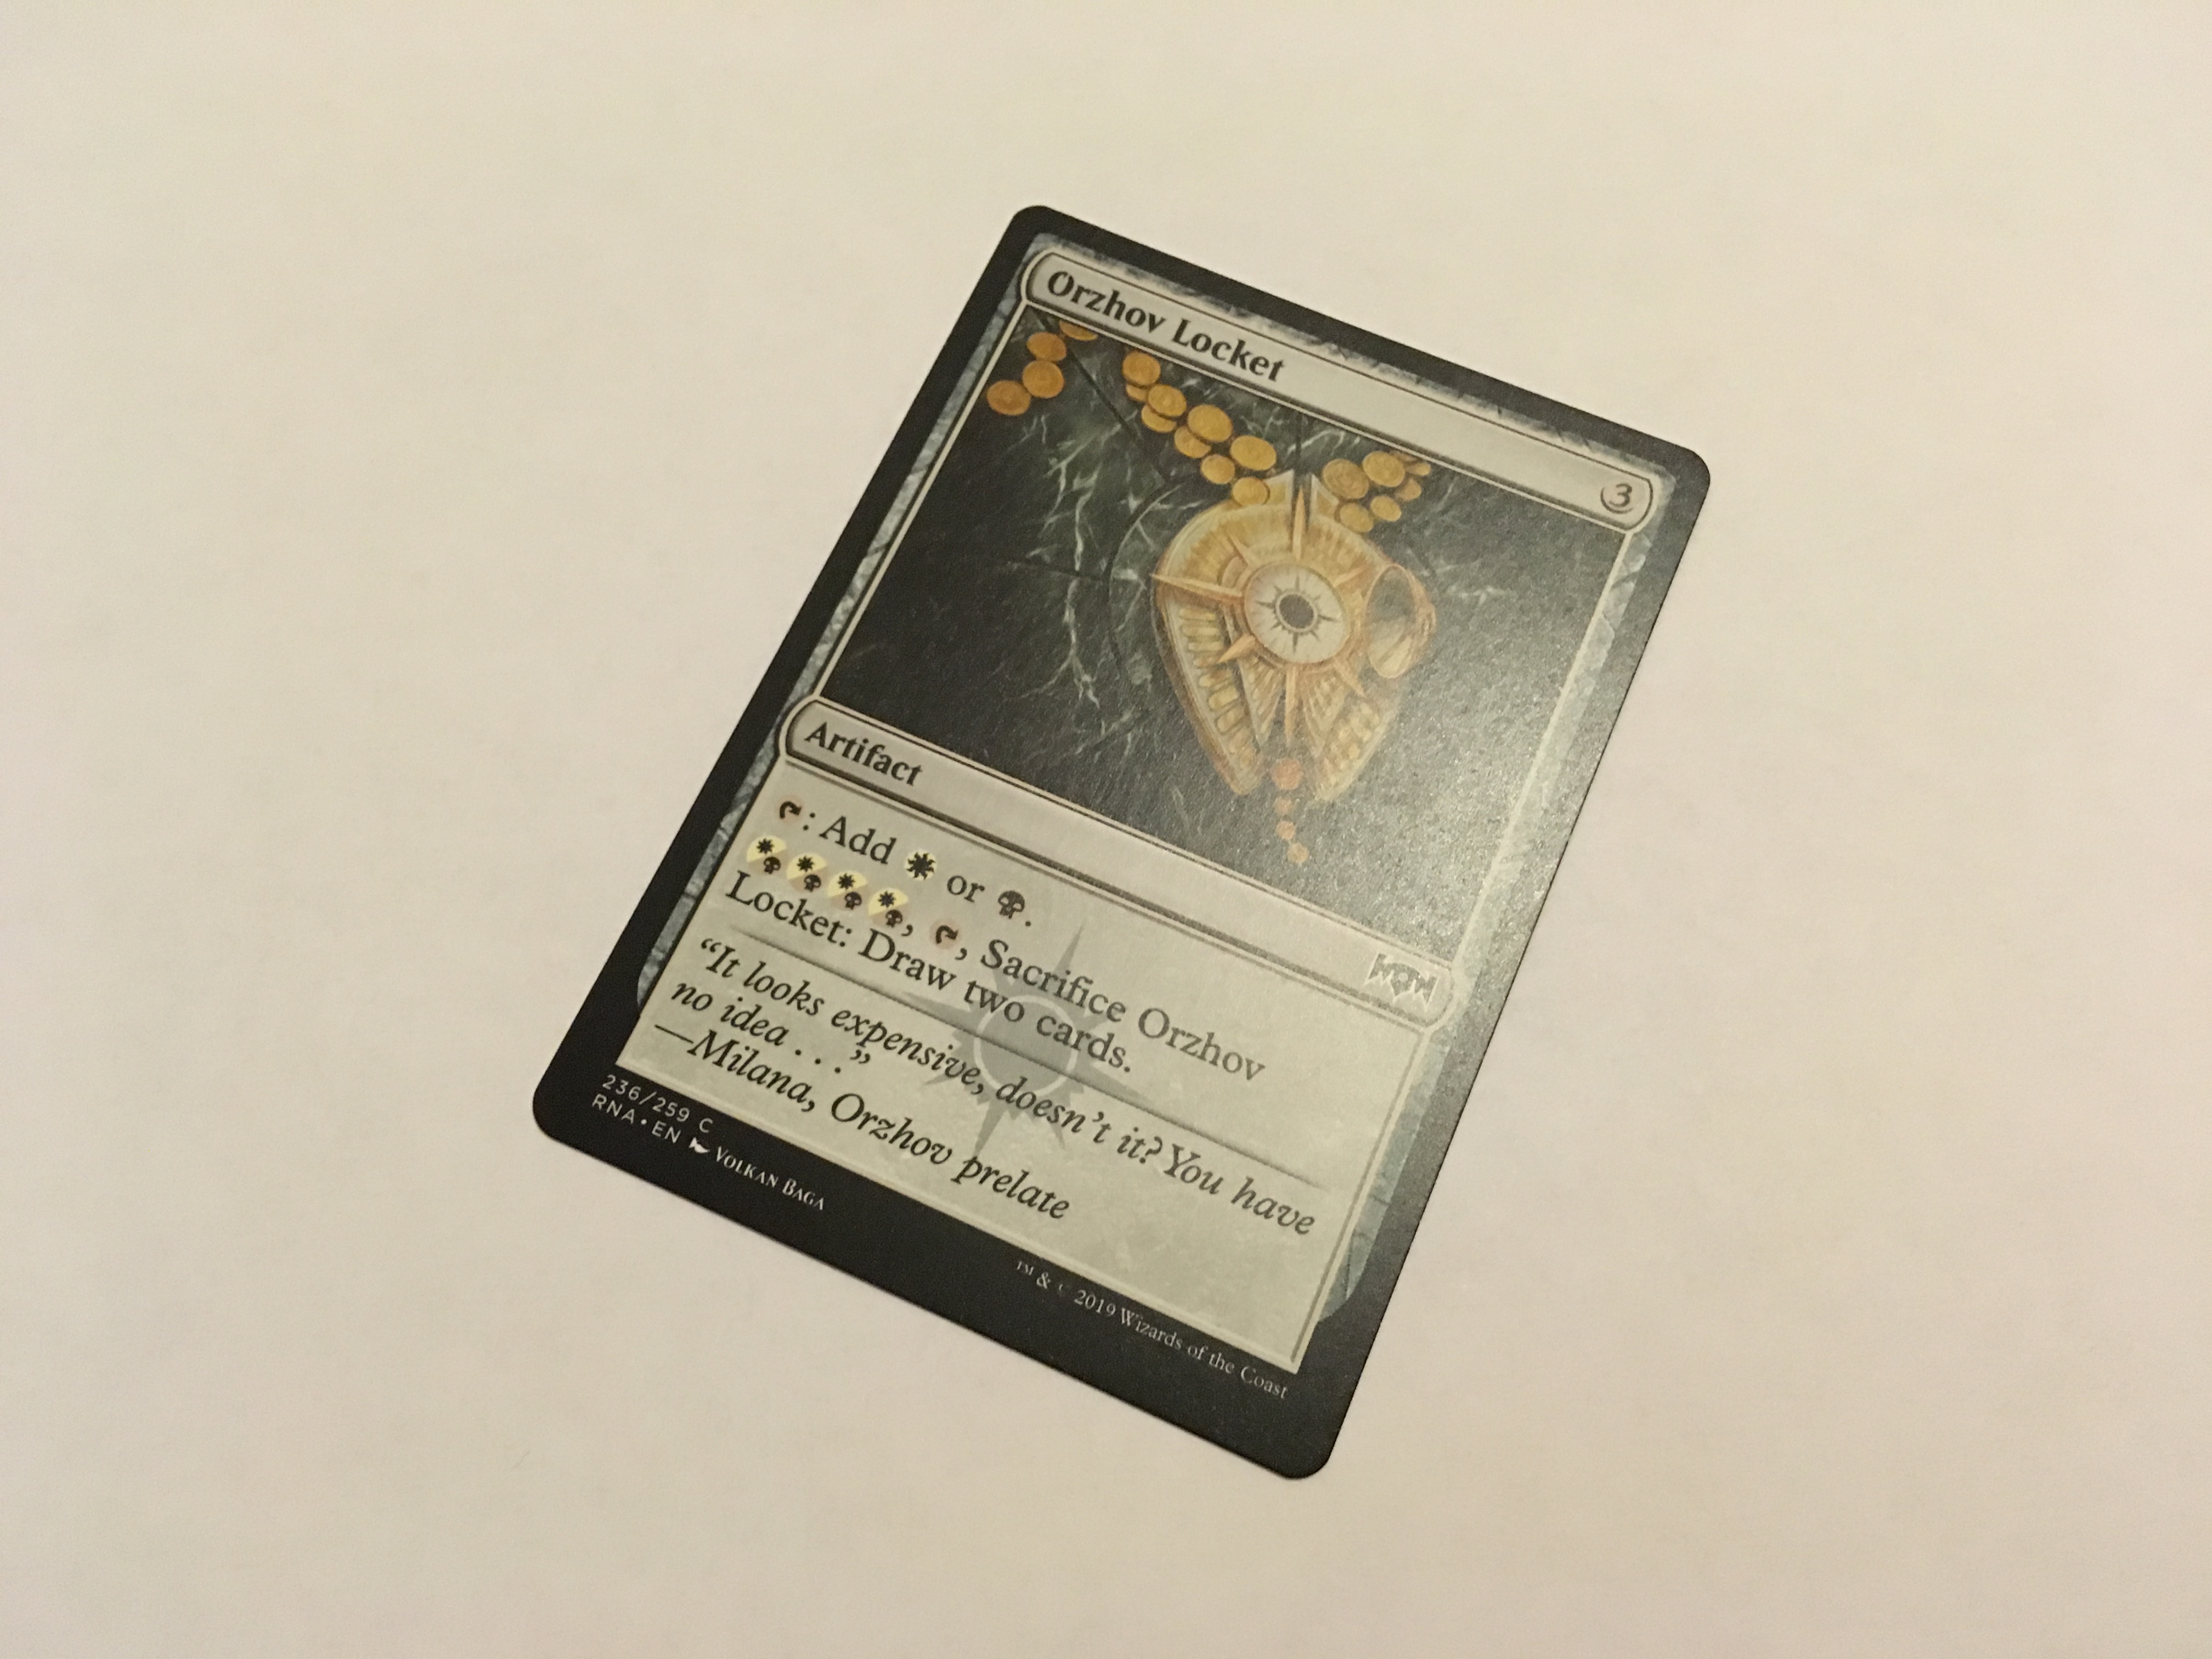 Orzhov Locket
3
Artifact
: Add or .
, , Sacrifice Orzhov
Locket: Draw two cards.
“It looks expensive, doesn’t it? You have
no idea . . .”
—Milana, Orzhov prelate
236/259 C
RNA • EN VOLKAN BAGA
™ & © 2019 Wizards of the Coast